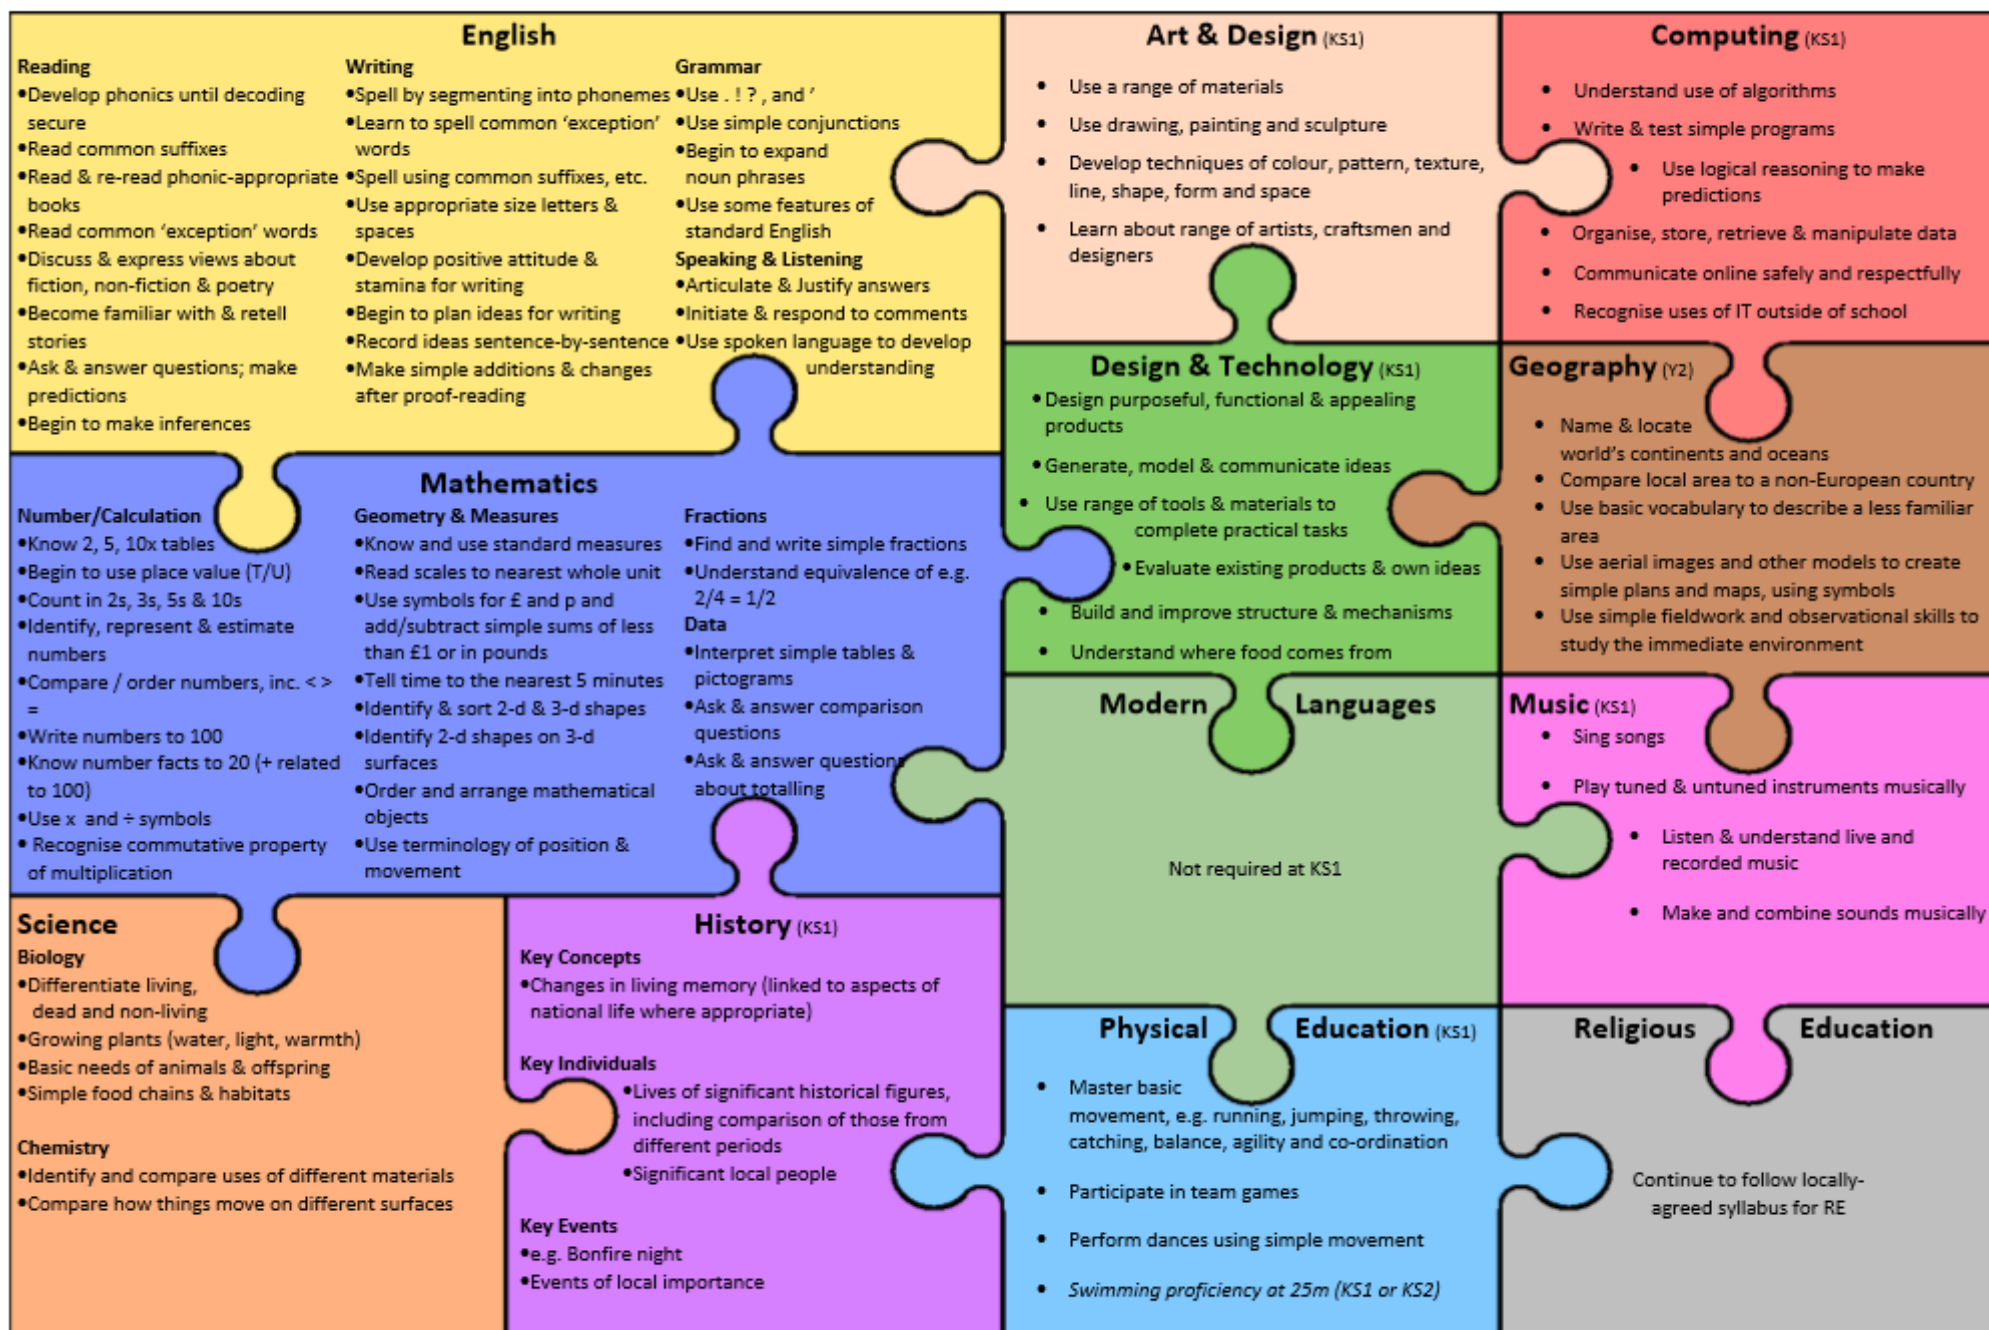 English
Reading
•Develop phonics until decoding
secure
•Read common suffixes
•Read & re-read phonic-appropriate
books
•Read common ‘exception’ words
•Discuss & express views about
fiction, non-fiction & poetry
•Become familiar with & retell
stories
•Ask & answer questions; make
predictions
•Begin to make inferences
Writing
•Spell by segmenting into phonemes
•Learn to spell common ‘exception’
words
•Spell using common suffixes, etc.
•Use appropriate size letters &
spaces
•Develop positive attitude &
stamina for writing
•Begin to plan ideas for writing
•Record ideas sentence-by-sentence
•Make simple additions & changes
after proof-reading
Grammar
•Use . ! ? , and ’
•Use simple conjunctions
•Begin to expand
noun phrases
•Use some features of
standard English
Speaking & Listening
•Articulate & Justify answers
•Initiate & respond to comments
•Use spoken language to develop
understanding
Art & Design (KS1)
• Use a range of materials
• Use drawing, painting and sculpture
• Develop techniques of colour, pattern, texture,
line, shape, form and space
• Learn about range of artists, craftsmen and
designers
Computing (KS1)
• Understand use of algorithms
• Write & test simple programs
• Use logical reasoning to make
predictions
• Organise, store, retrieve & manipulate data
• Communicate online safely and respectfully
• Recognise uses of IT outside of school
Mathematics
Number/Calculation
•Know 2, 5, 10x tables
•Begin to use place value (T/U)
•Count in 2s, 3s, 5s & 10s
•Identify, represent & estimate
numbers
•Compare / order numbers, inc. < >
=
•Write numbers to 100
•Know number facts to 20 (+ related
to 100)
•Use x and ÷ symbols
• Recognise commutative property
of multiplication
Geometry & Measures
•Know and use standard measures
•Read scales to nearest whole unit
•Use symbols for £ and p and
add/subtract simple sums of less
than £1 or in pounds
•Tell time to the nearest 5 minutes
•Identify & sort 2-d & 3-d shapes
•Identify 2-d shapes on 3-d
surfaces
•Order and arrange mathematical
objects
•Use terminology of position &
movement
Fractions
•Find and write simple fractions
•Understand equivalence of e.g.
2/4 = 1/2
Data
•Interpret simple tables &
pictograms
•Ask & answer comparison
questions
•Ask & answer questions
about totalling
Design & Technology (KS1)
•Design purposeful, functional & appealing
products
•Generate, model & communicate ideas
• Use range of tools & materials to
complete practical tasks
•Evaluate existing products & own ideas
• Build and improve structure & mechanisms
• Understand where food comes from
Geography (Y2)
• Name & locate
world’s continents and oceans
• Compare local area to a non-European country
• Use basic vocabulary to describe a less familiar
area
• Use aerial images and other models to create
simple plans and maps, using symbols
• Use simple fieldwork and observational skills to
study the immediate environment
Modern Languages
Not required at KS1
Music (KS1)
• Sing songs
• Play tuned & untuned instruments musically
• Listen & understand live and
recorded music
• Make and combine sounds musically
Science
Biology
•Differentiate living,
dead and non-living
•Growing plants (water, light, warmth)
•Basic needs of animals & offspring
•Simple food chains & habitats
Chemistry
•Identify and compare uses of different materials
•Compare how things move on different surfaces
History (KS1)
Key Concepts
•Changes in living memory (linked to aspects of
national life where appropriate)
Key Individuals
•Lives of significant historical figures,
including comparison of those from
different periods
•Significant local people
Key Events
•e.g. Bonfire night
•Events of local importance
Physical Education (KS1)
• Master basic
movement, e.g. running, jumping, throwing,
catching, balance, agility and co-ordination
• Participate in team games
• Perform dances using simple movement
• Swimming proficiency at 25m (KS1 or KS2)
Religious Education
Continue to follow locally-
agreed syllabus for RE